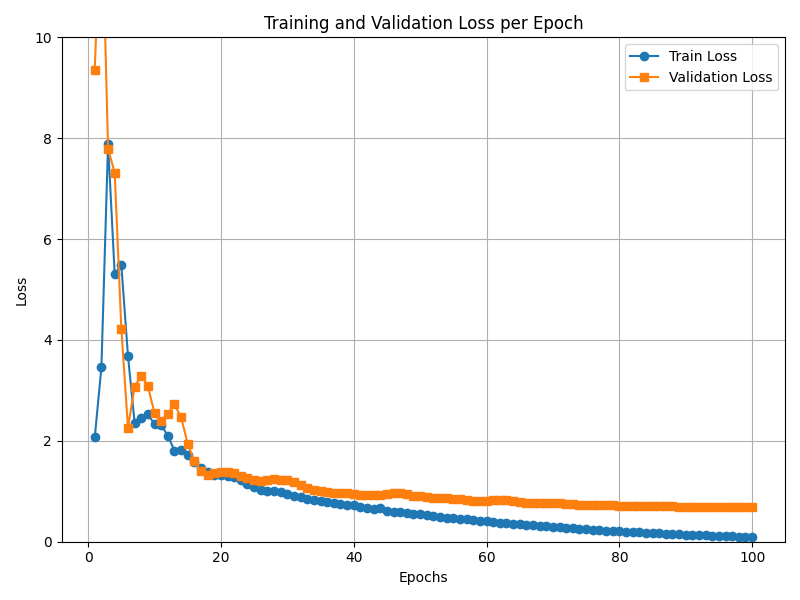 Training and Validation Loss per Epoch
Train Loss
Validation Loss
Loss
10
8
6
4
2
0
0 20 40 60 80 100
Epochs